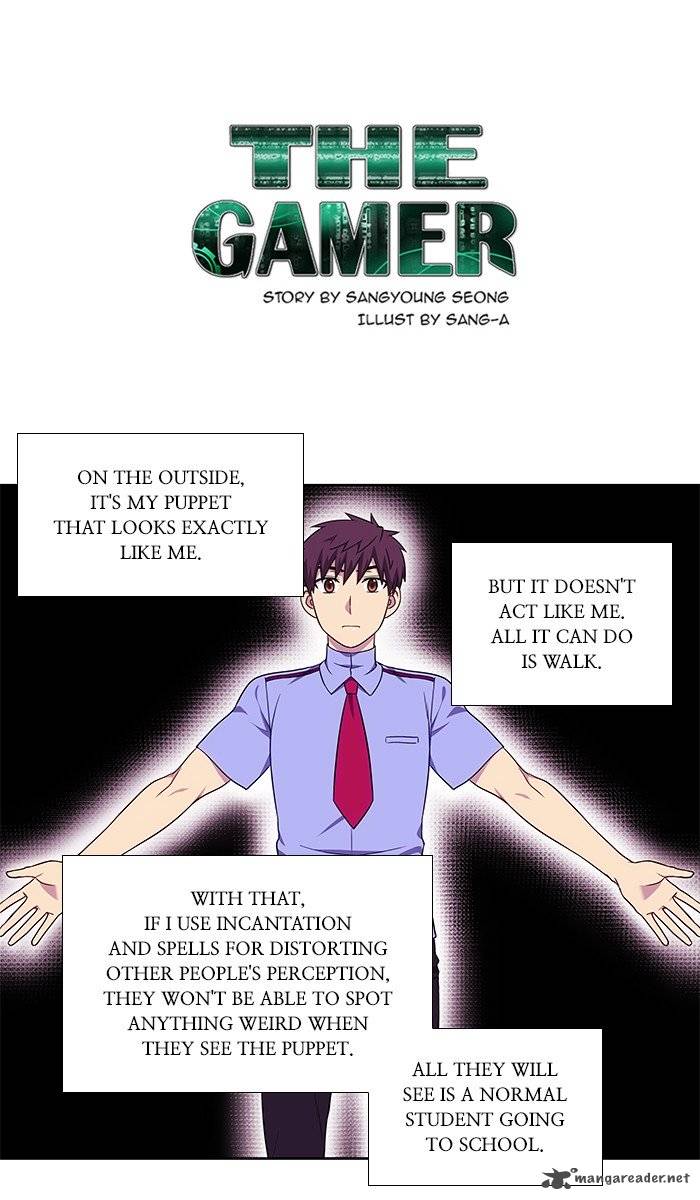 THE
GAMER
STORY BY SANGYOUNG SEONG
ILLUST BY SANG-A
ON THE OUTSIDE,
IT'S MY PUPPET
THAT LOOKS EXACTLY
LIKE ME.
BUT IT DOESN'T
ACT LIKE ME.
ALL IT CAN DO
IS WALK.
WITH THAT,
IF I USE INCANTATION
AND SPELLS FOR DISTORTING
OTHER PEOPLE'S PERCEPTION,
THEY WON'T BE ABLE TO SPOT
ANYTHING WEIRD WHEN
THEY SEE THE PUPPET.
ALL THEY WILL
SEE IS A NORMAL
STUDENT GOING
TO SCHOOL.
mangareader.net